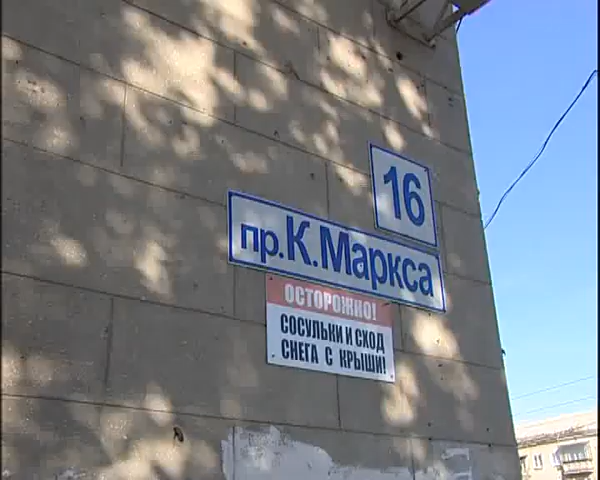 16
пр.К.Маркса
ОСТОРОЖНО!
СОСУЛЬКИ И СХОД
СНЕГА С КРЫШИ!